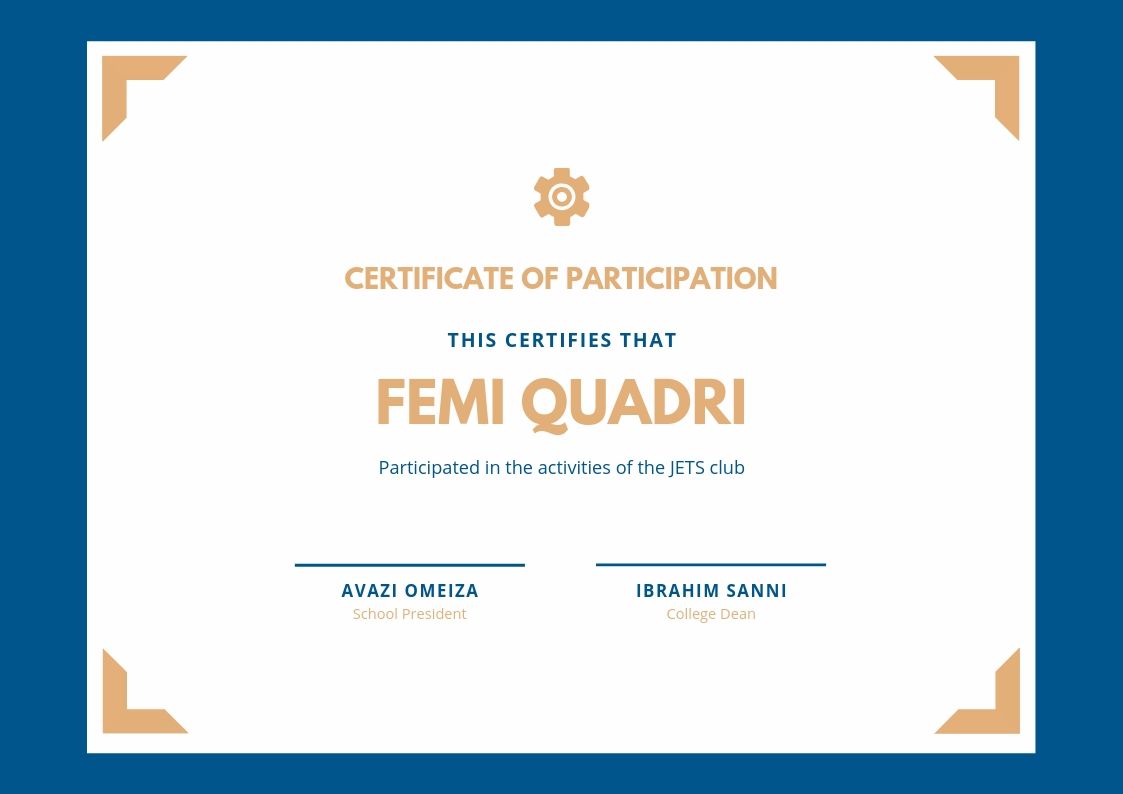 CERTIFICATE OF PARTICIPATION
THIS CERTIFIES THAT
FEMI QUADRI
Participated in the activities of the JETS club
AVAZI OMEIZA
School President
IBRAHIM SANNI
College Dean